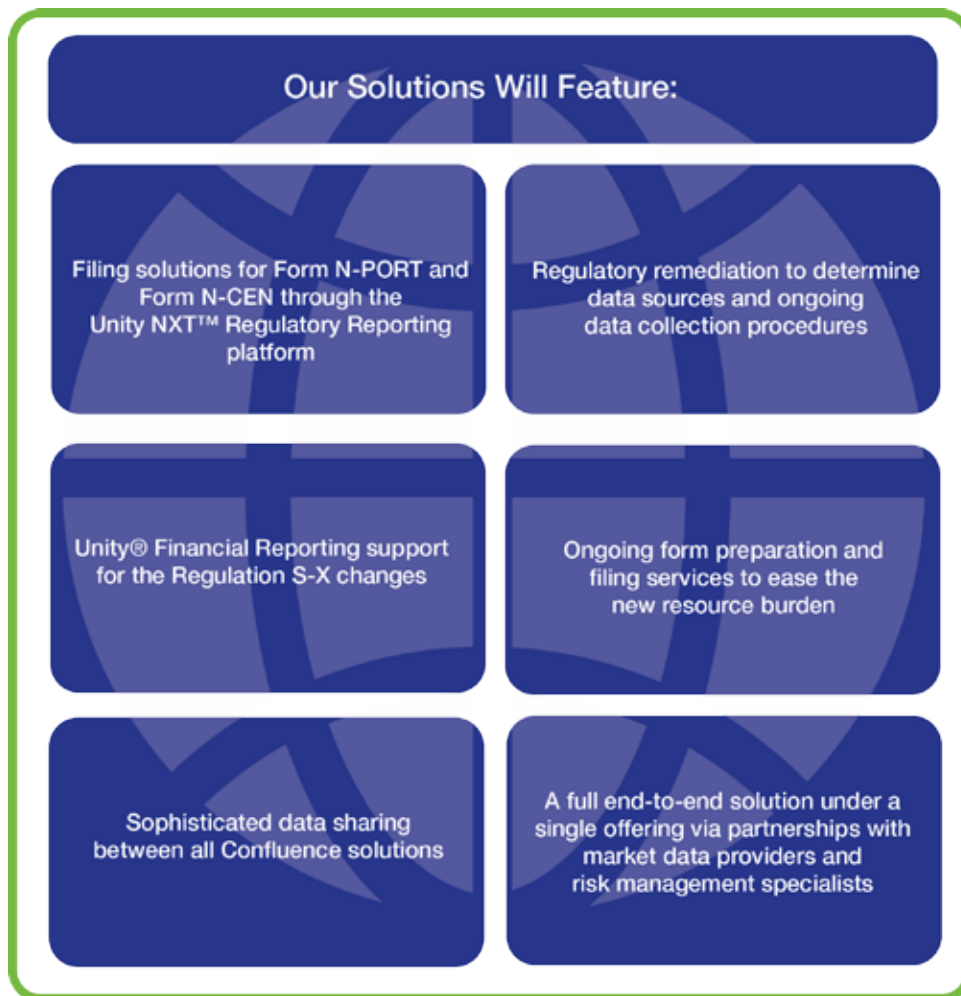 Our Solutions Will Feature:
Filing solutions for Form N-PORT and
Form N-CEN through the
Unity NXT™ Regulatory Reporting
platform
Regulatory remediation to determine
data sources and ongoing
data collection procedures
Unity® Financial Reporting support
for the Regulation S-X changes
Ongoing form preparation and
filing services to ease the
new resource burden
Sophisticated data sharing
between all Confluence solutions
A full end-to-end solution under a
single offering via partnerships with
market data providers and
risk management specialists